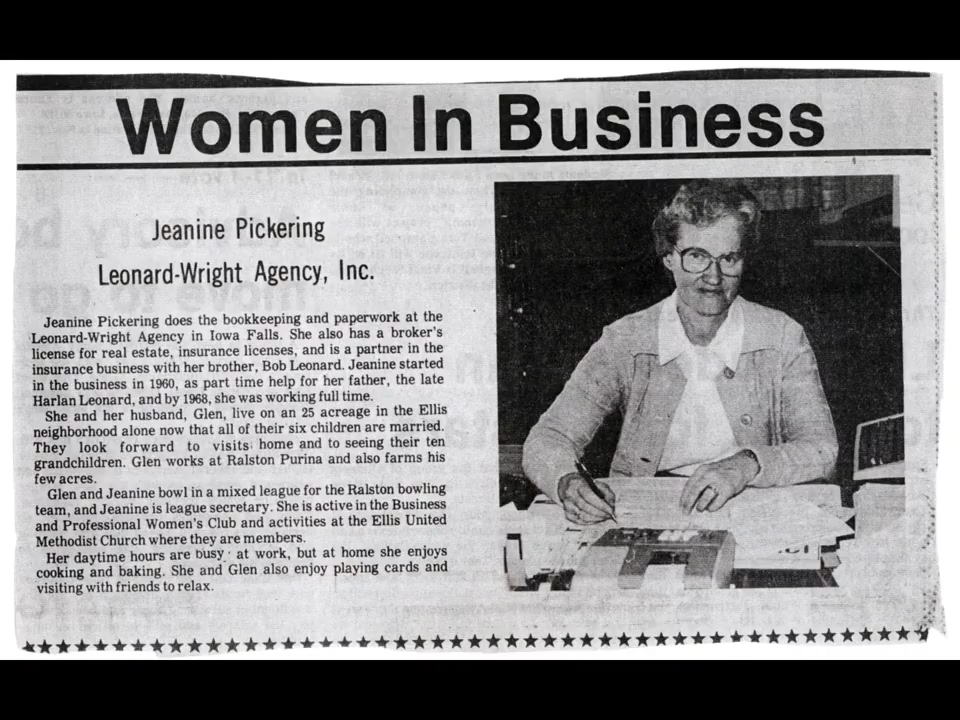 Women In Business
Jeanine Pickering
Leonard-Wright Agency, Inc.
Jeanine Pickering does the bookkeeping and paperwork at the
Leonard-Wright Agency in Iowa Falls. She also has a broker's
license for real estate, insurance licenses, and is a partner in the
insurance business with her brother, Bob Leonard. Jeanine started
in the business in 1960, as part time help for her father, the late
Harlan Leonard, and by 1968, she was working full time.
She and her husband, Glen, live on an 25 acreage in the Ellis
neighborhood alone now that all of their six children are married.
They look forward to visits home and to seeing their ten
grandchildren. Glen works at Ralston Purina and also farms his
few acres.
Glen and Jeanine bowl in a mixed league for the Ralston bowling
team, and Jeanine is league secretary. She is active in the Business
and Professional Women's Club and activities at the Ellis United
Methodist Church where they are members.
Her daytime hours are busy at work, but at home she enjoys
cooking and baking. She and Glen also enjoy playing cards and
visiting with friends to relax.